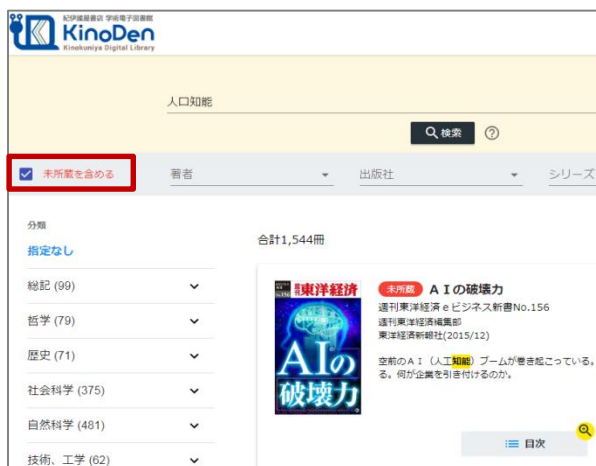 紀伊國屋書店 学術電子図書館
KinoDen
Kinokuniya Digital Library
人口知能
検索
未所蔵を含める
著者
出版社
シリーズ
分類
指定なし
合計1,544冊
総記 (99)
哲学 (79)
歴史 (71)
社会科学 (375)
自然科学 (481)
技術、工学 (62)
東洋経済
AIの
破壊力
未所蔵 ＡＩの破壊力
週刊東洋経済ｅビジネス新書No.156
週刊東洋経済編集部
東洋経済新報社(2015/12)
空前のＡＩ（人工知能）ブームが巻き起こっている。
る。何が企業を引き付けるのか。
目次